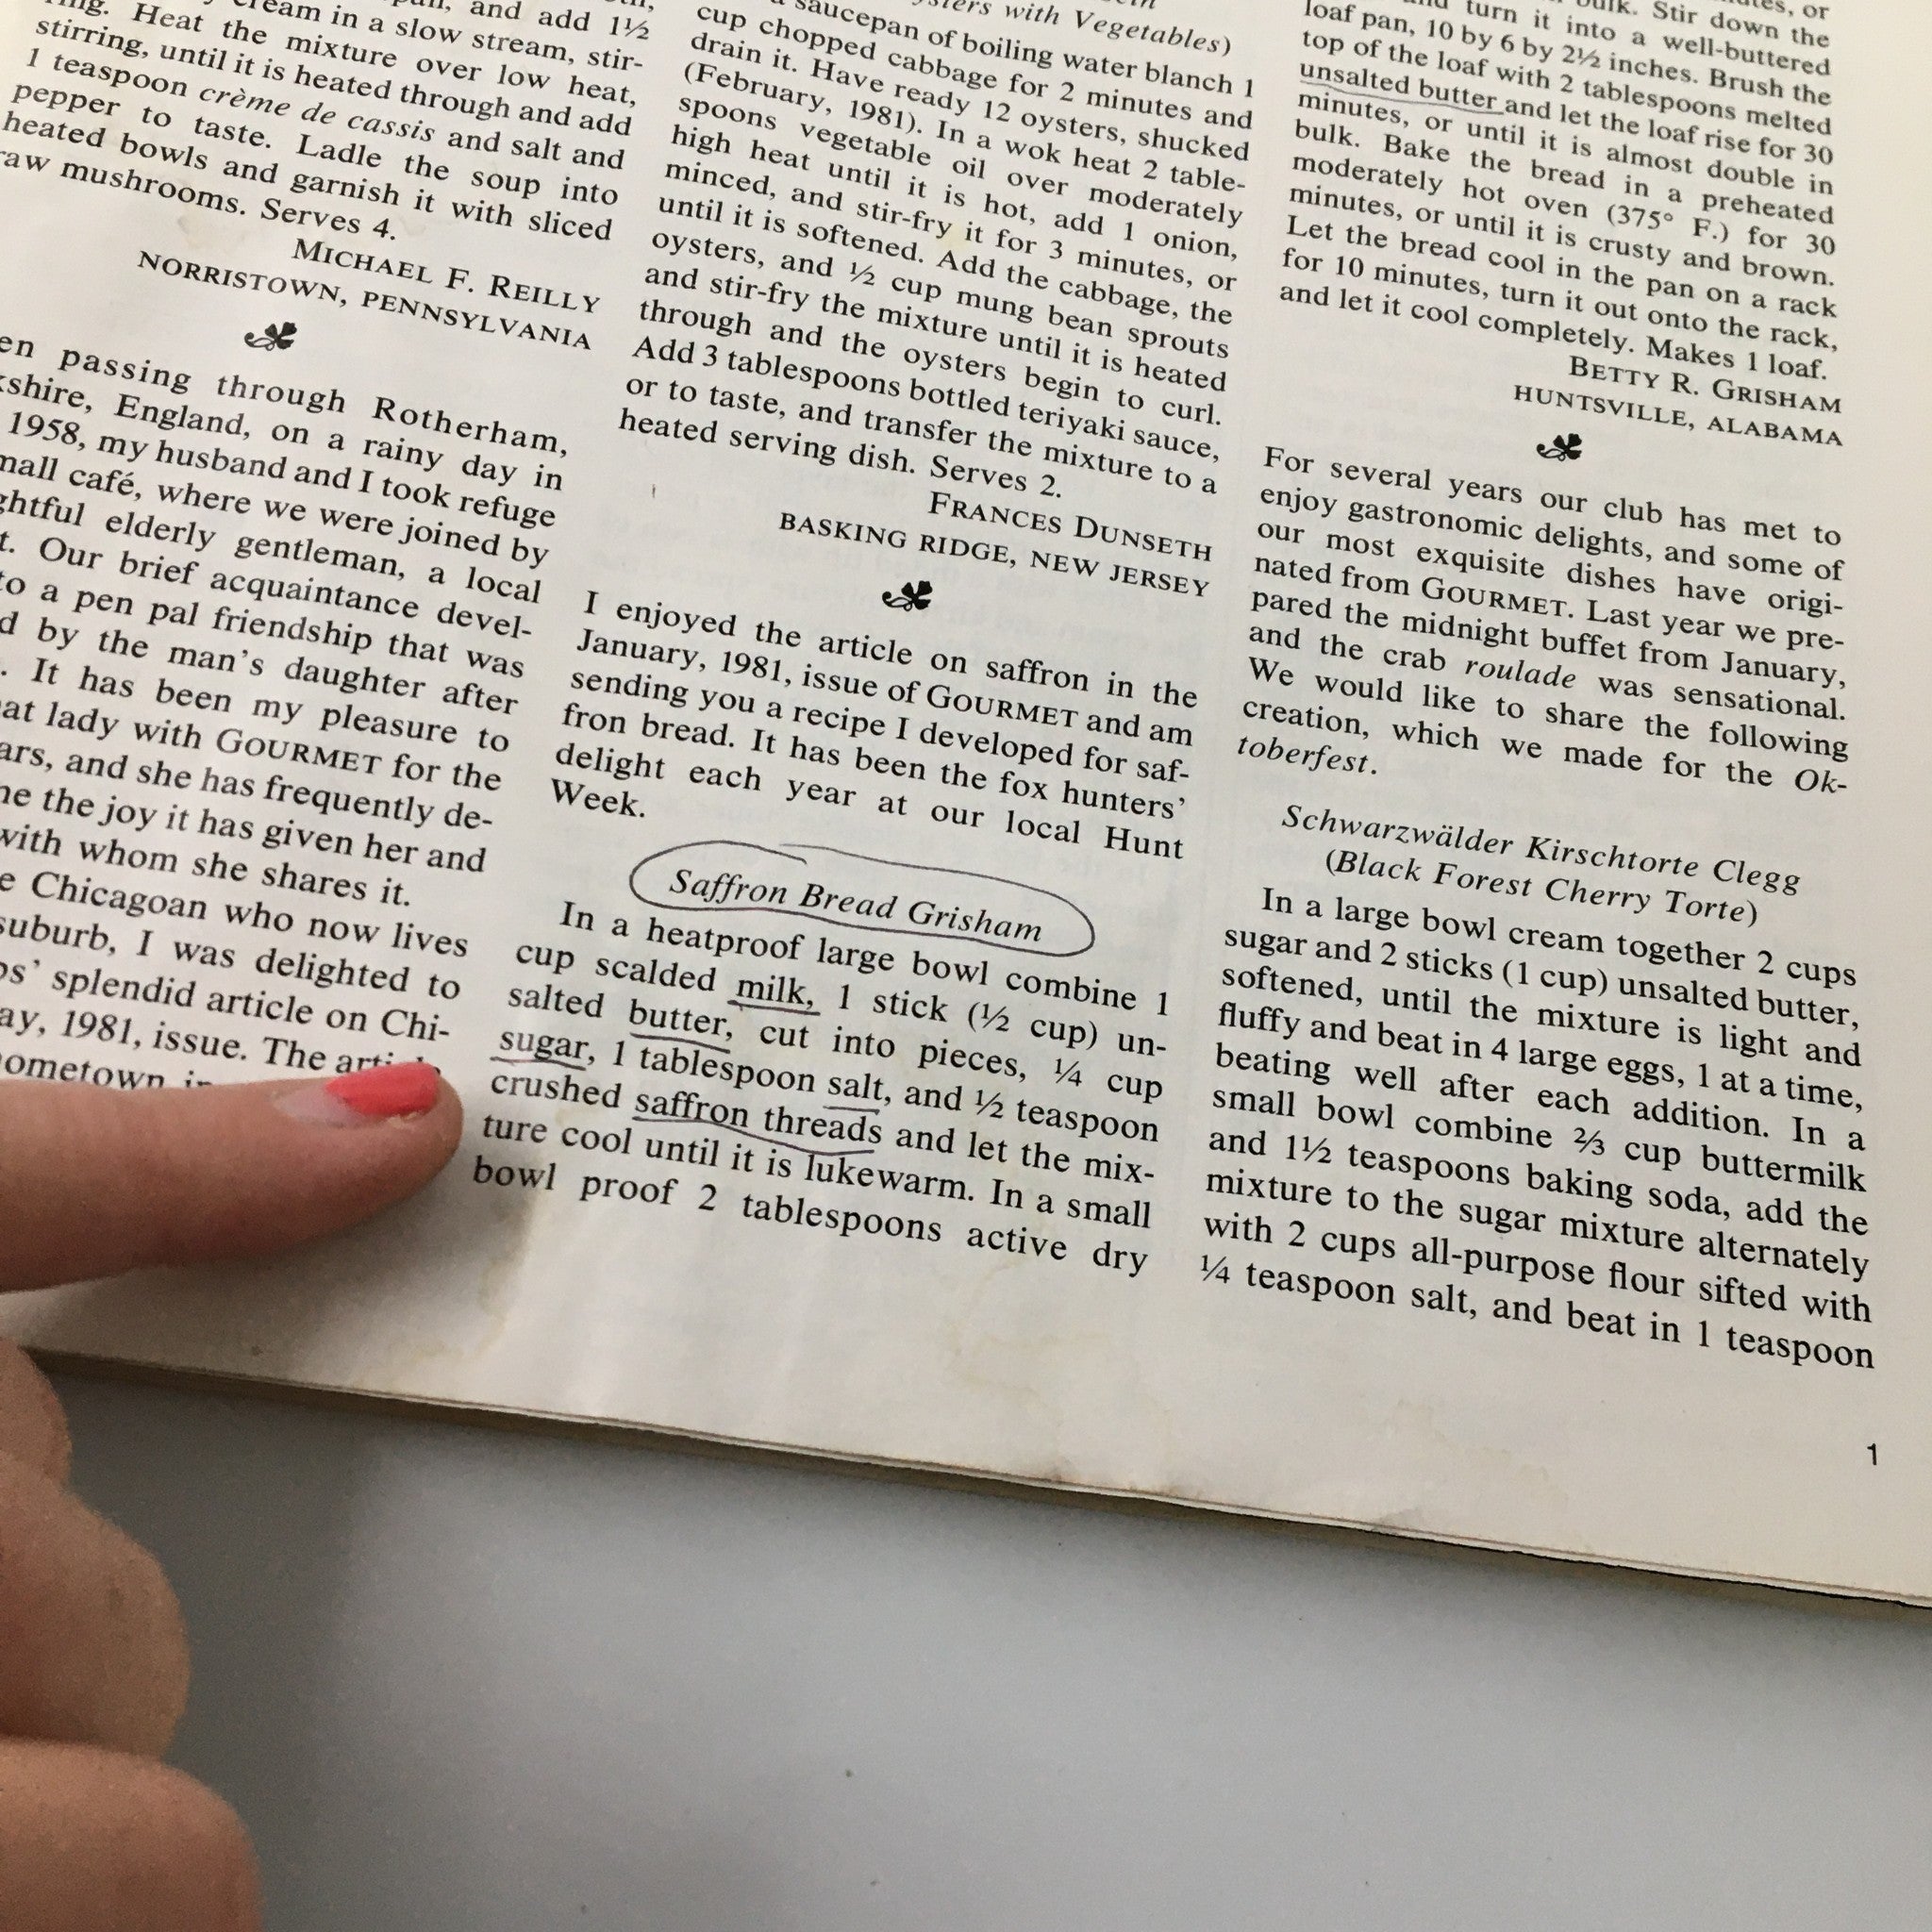 and add 1½
cream in a slow stream, stir-
Heat the mixture over low heat,
stirring, until it is heated through and add
1 teaspoon crème de cassis and salt and
pepper to taste. Ladle the soup into
heated bowls and garnish it with sliced
mushrooms. Serves 4.
MICHAEL F. REILLY
NORRISTOWN, PENNSYLVANIA
passing through Rotherham,
England, on a rainy day in
1958, my husband and I took refuge
café, where we were joined by
elderly gentleman, a local
Our brief acquaintance devel-
to a pen pal friendship that was
by the man's daughter after
It has been my pleasure to
lady with GOURMET for the
and she has frequently de-
the joy it has given her and
with whom she shares it.
Chicagoan who now lives
suburb, I was delighted to
splendid article on Chi-
1981, issue. The
with Vegetables)
saucepan of boiling water blanch 1
cup chopped cabbage for 2 minutes and
drain it. Have ready 12 oysters, shucked
(February, 1981). In a wok heat 2 table-
spoons vegetable oil over moderately
high heat until it is hot, add 1 onion,
minced, and stir-fry it for 3 minutes, or
until it is softened. Add the cabbage, the
oysters, and ½ cup mung bean sprouts
and stir-fry the mixture until it is heated
through and the oysters begin to curl.
Add 3 tablespoons bottled teriyaki sauce,
or to taste, and transfer the mixture to a
heated serving dish. Serves 2.
FRANCES DUNSETH
BASKING RIDGE, NEW JERSEY
I enjoyed the article on saffron in the
January, 1981, issue of GOURMET and am
sending you a recipe I developed for saf-
fron bread. It has been the fox hunters'
delight each year at our local Hunt
Week.
Saffron Bread Grisham
In a heatproof large bowl combine 1
cup scalded milk, 1 stick (½ cup) un-
salted butter, cut into pieces, ¼ cup
sugar, 1 tablespoon salt, and ½ teaspoon
crushed saffron threads and let the mix-
ture cool until it is lukewarm. In a small
bowl proof 2 tablespoons active dry
Stir down the
turn it into a well-buttered
loaf pan, 10 by 6 by 2½ inches. Brush the
top of the loaf with 2 tablespoons melted
unsalted butter and let the loaf rise for 30
minutes, or until it is almost double in
bulk. Bake the bread in a preheated
moderately hot oven (375° F.) for 30
minutes, or until it is crusty and brown.
Let the bread cool in the pan on a rack
for 10 minutes, turn it out onto the rack,
and let it cool completely. Makes 1 loaf.
BETTY R. GRISHAM
HUNTSVILLE, ALABAMA
For several years our club has met to
enjoy gastronomic delights, and some of
our most exquisite dishes have origi-
nated from GOURMET. Last year we pre-
pared the midnight buffet from January,
and the crab roulade was sensational.
We would like to share the following
creation, which we made for the Ok-
toberfest.
Schwarzwälder Kirschtorte Clegg
(Black Forest Cherry Torte)
In a large bowl cream together 2 cups
sugar and 2 sticks (1 cup) unsalted butter,
softened, until the mixture is light and
fluffy and beat in 4 large eggs, 1 at a time,
beating well after each addition. In a
small bowl combine ⅔ cup buttermilk
and 1½ teaspoons baking soda, add the
mixture to the sugar mixture alternately
with 2 cups all-purpose flour sifted with
¼ teaspoon salt, and beat in 1 teaspoon
1